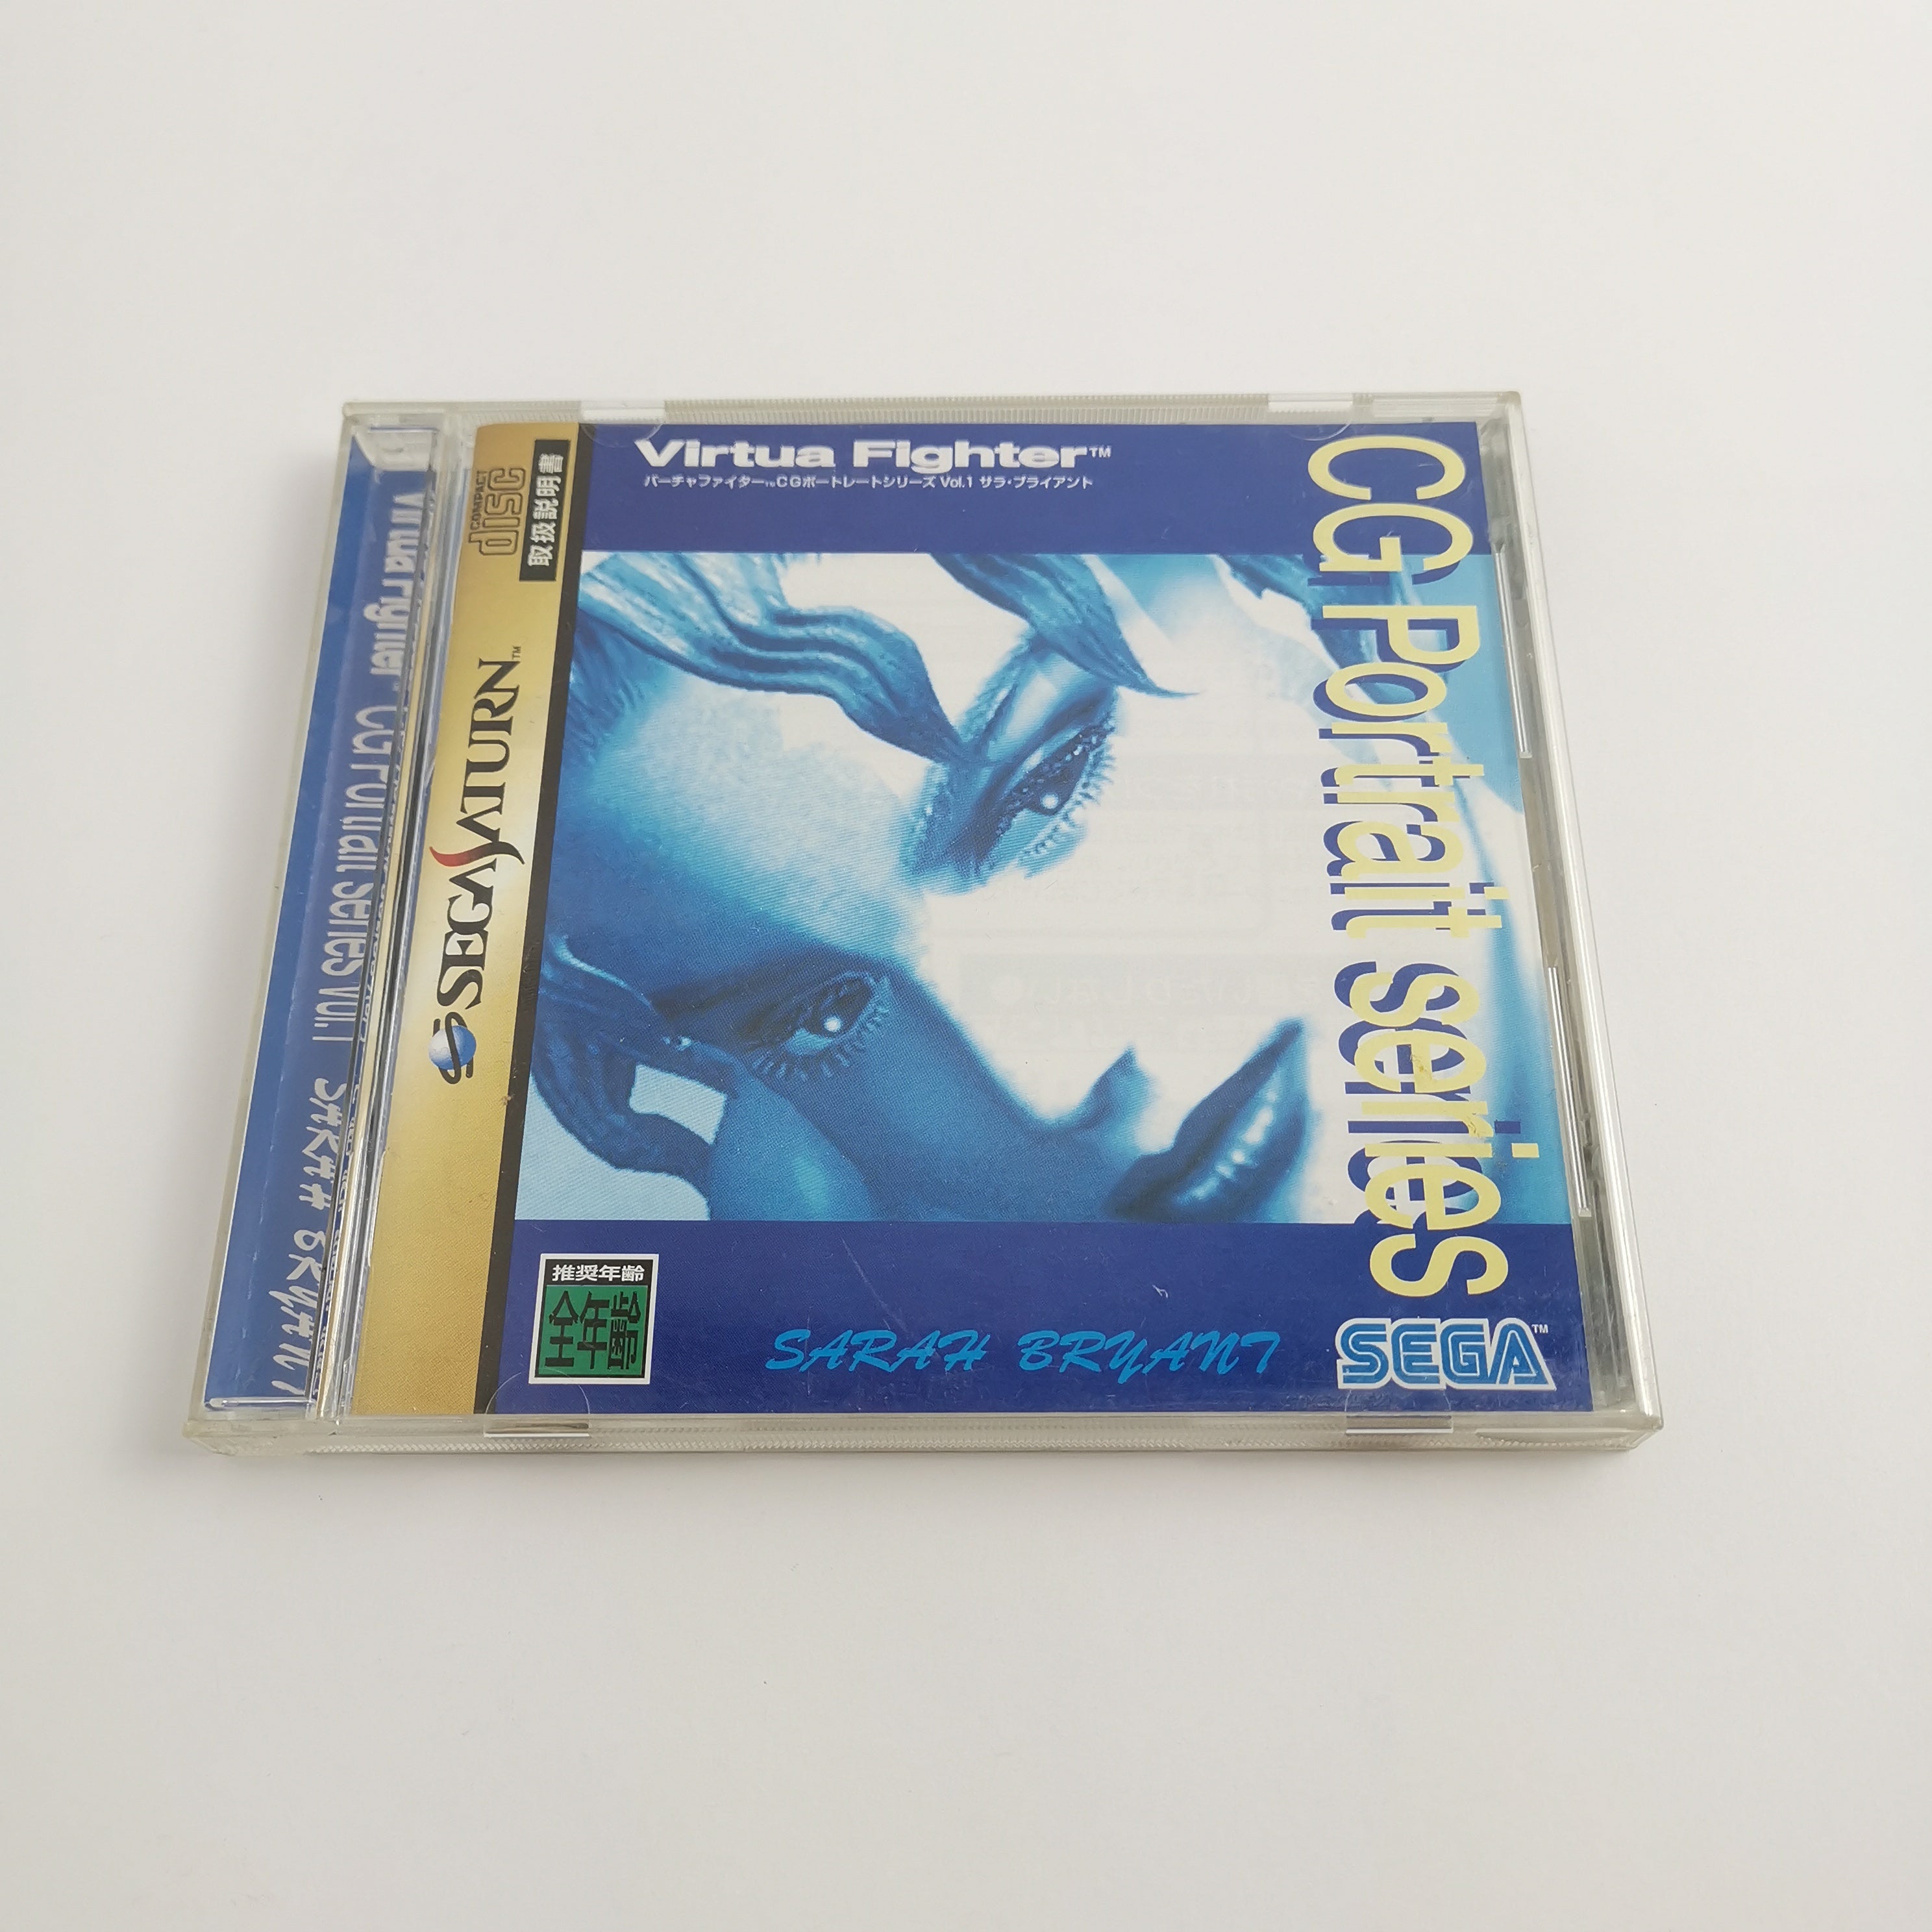 Virtua Fighter™
バーチャファイター™CGポートレートシリーズ Vol.1 サラ・ブライアント
CG Portrait series
COMPACT
disc
取扱説明書
SEGA SATURN™
推奨年齢
全年齢
SARAH BRYANT
SEGA™
Virtua Fighter™ CG Portrait series Vol.1 SARAH BRYANT